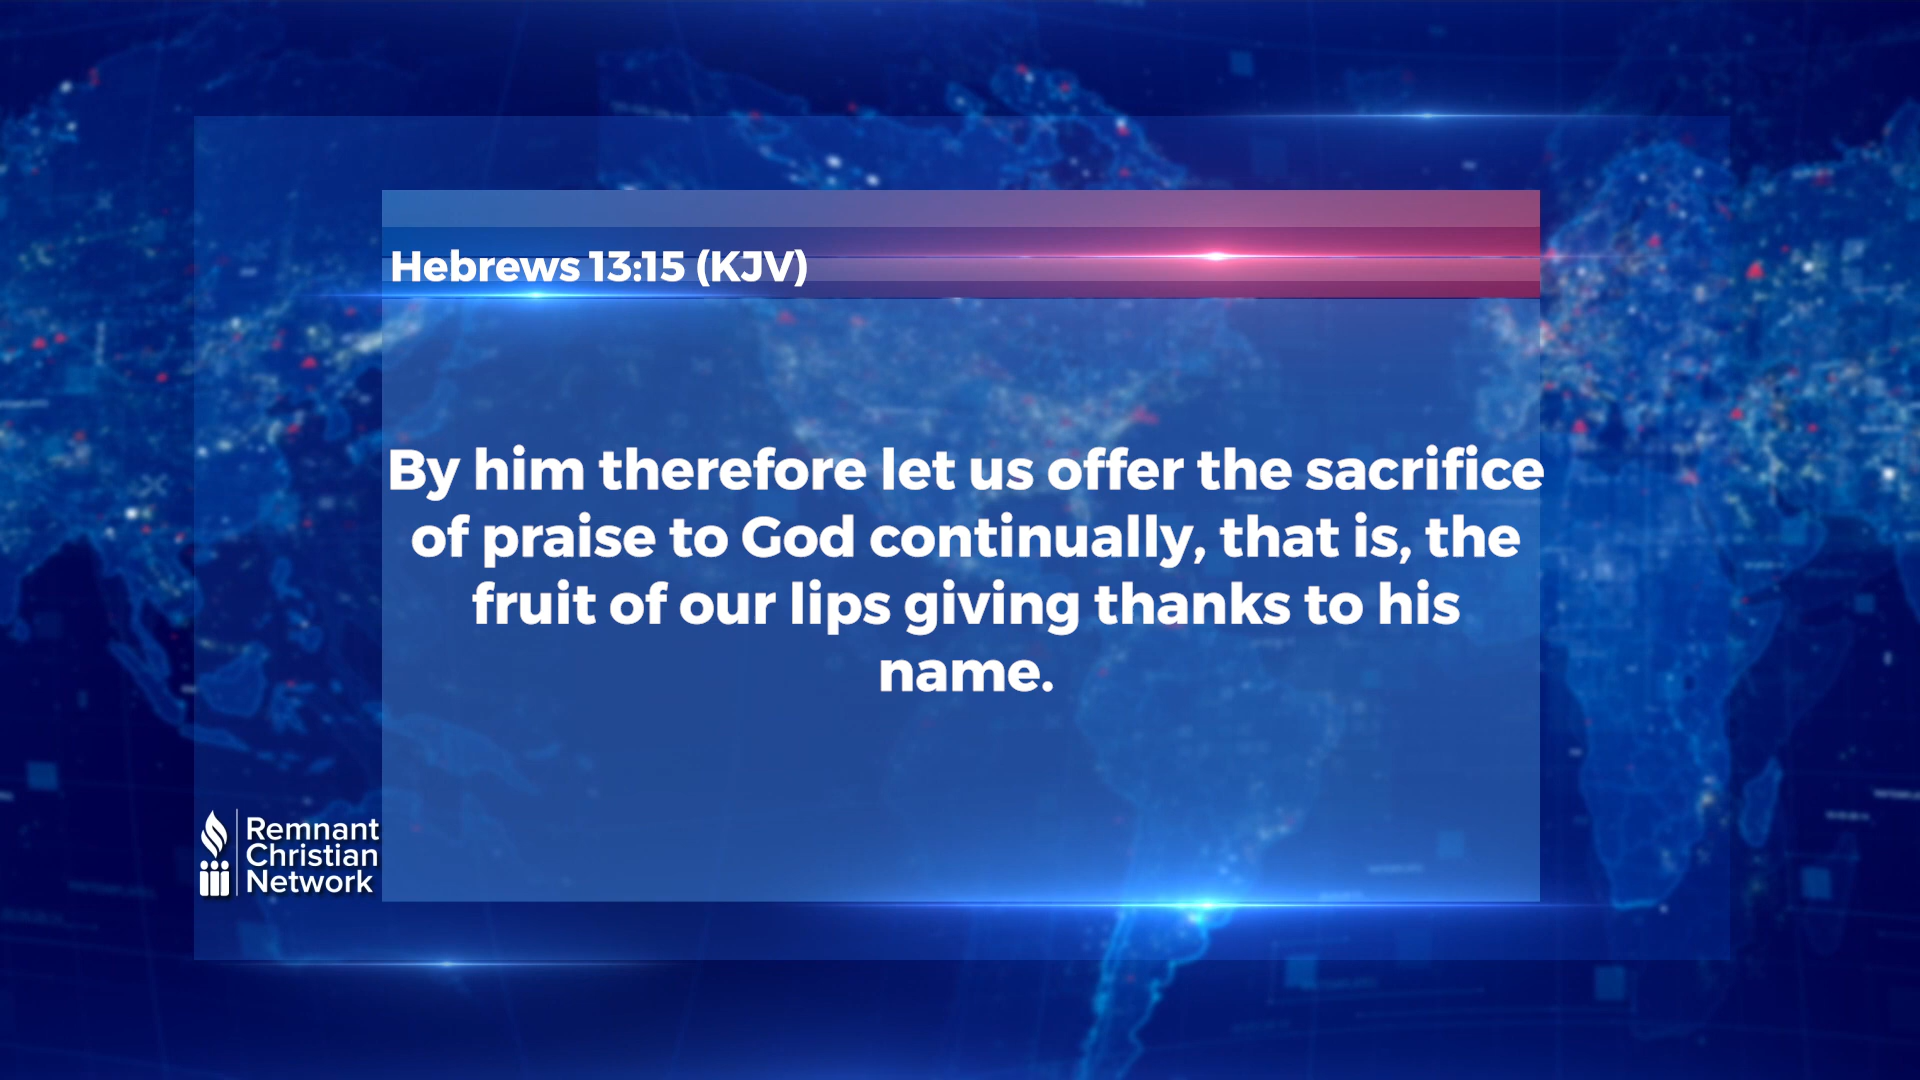 Hebrews 13:15 (KJV)
By him therefore let us offer the sacrifice
of praise to God continually, that is, the
fruit of our lips giving thanks to his
name.
Remnant
Christian
Network